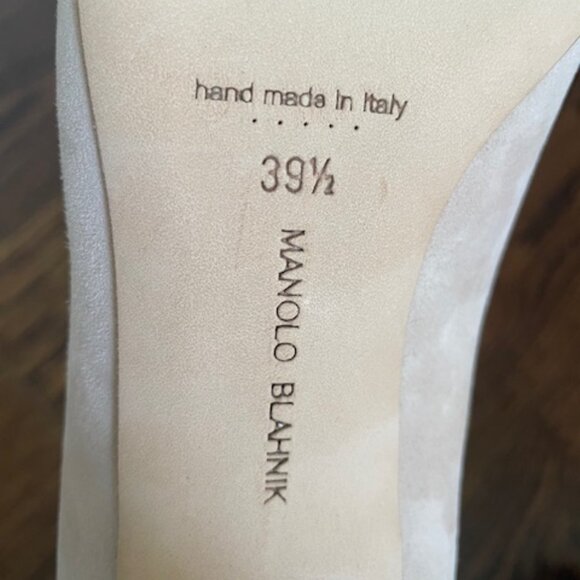 hand made in Italy
.....
39½
MANOLO BLAHNIK